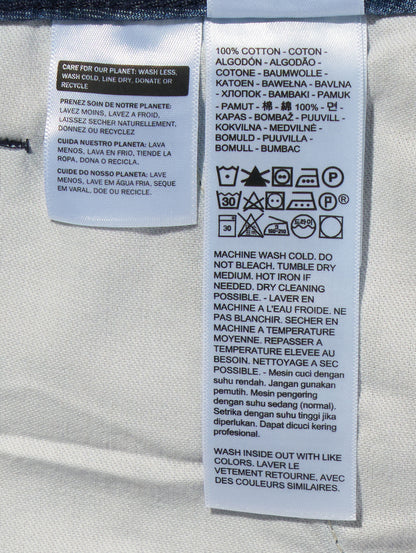 CARE FOR OUR PLANET: WASH LESS,
WASH COLD, LINE DRY, DONATE OR
RECYCLE
PRENEZ SOIN DE NOTRE PLANETE:
LAVEZ MOINS, LAVEZ A FROID,
LAISSEZ SECHER NATURELLEMENT.
DONNEZ OU RECYCLEZ
CUIDA NUESTRO PLANETA: LAVA
MENOS, LAVA EN FRIO, TIENDE LA
ROPA, DONA O RECICLA.
CUIDE DO NOSSO PLANETA: LAVE
MENOS, LAVE EM ÁGUA FRIA, SEQUE
EM VARAL, DOE OU RECICLE.
100% COTTON - COTON -
ALGODÓN - ALGODÃO -
COTONE - BAUMWOLLE -
KATOEN - BAWEŁNA - BAVLNA
- ХЛОПОК - BAMBAKI - PAMUK
- PAMUT - 棉 - 綿 100% - 면 -
KAPAS - BOMBAŽ - PUUVILL -
KOKVILNA - MEDVILNĖ -
BOMULD - PUUVILLA -
BOMULL - BUMBAC
P
P®
30
180-210
드라이
MACHINE WASH COLD. DO
NOT BLEACH. TUMBLE DRY
MEDIUM. HOT IRON IF
NEEDED. DRY CLEANING
POSSIBLE. - LAVER EN
MACHINE A L'EAU FROIDE. NE
PAS BLANCHIR. SECHER EN
MACHINE A TEMPERATURE
MOYENNE. REPASSER A
TEMPERATURE ELEVEE AU
BESOIN. NETTOYAGE A SEC
POSSIBLE. - Mesin cuci dengan
suhu rendah. Jangan gunakan
pemutih. Mesin pengering
dengan suhu sedang (normal).
Setrika dengan suhu tinggi jika
diperlukan. Dapat dicuci kering
profesional.
WASH INSIDE OUT WITH LIKE
COLORS. LAVER LE
VETEMENT RETOURNE, AVEC
DES COULEURS SIMILAIRES.